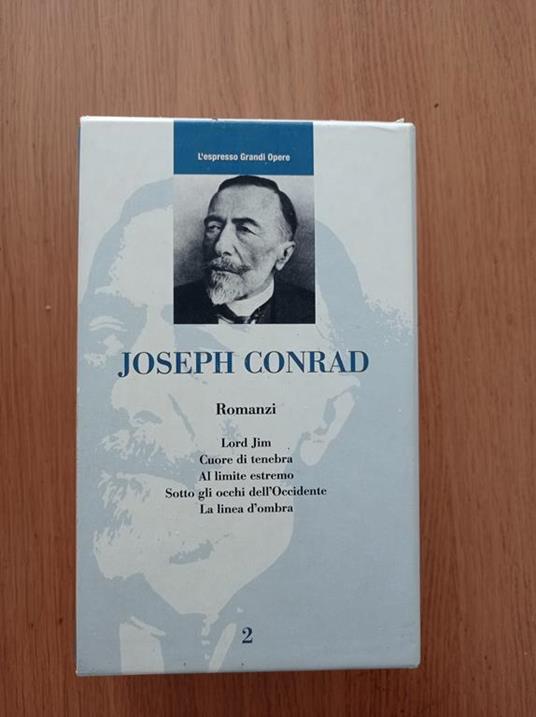 L'espresso Grandi Opere
JOSEPH CONRAD
Romanzi
Lord Jim
Cuore di tenebra
Al limite estremo
Sotto gli occhi dell'Occidente
La linea d'ombra
2